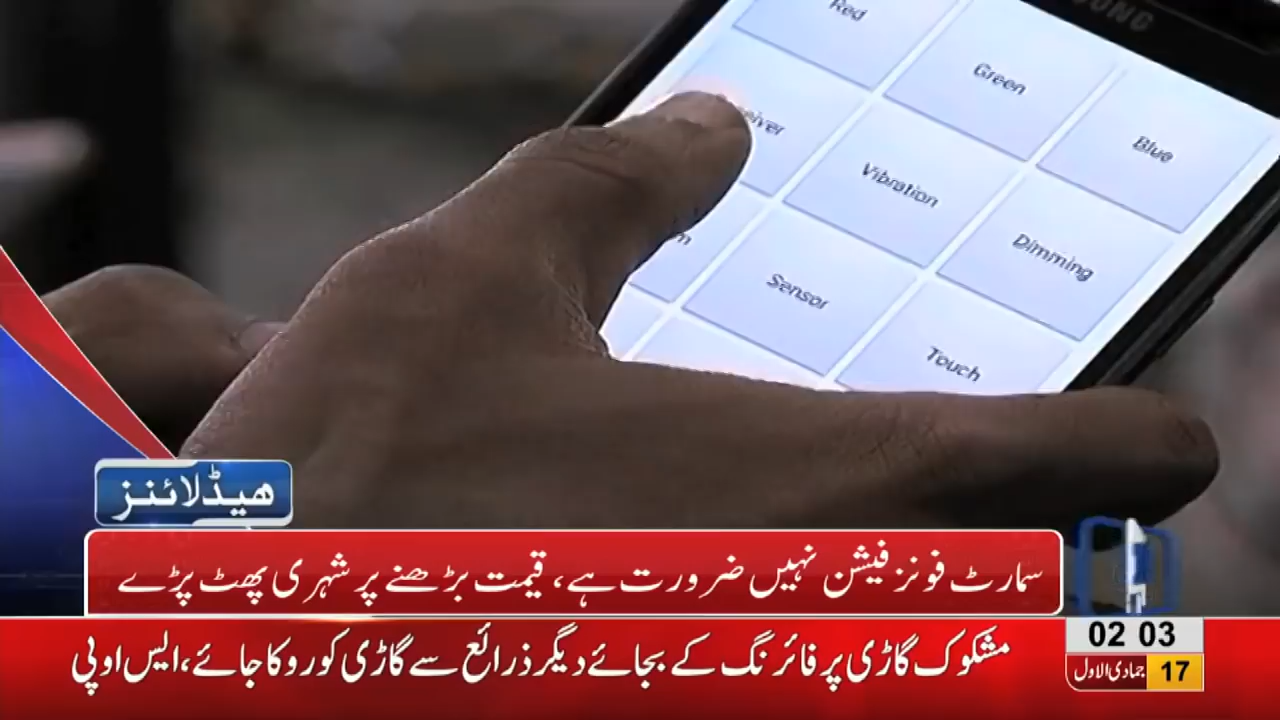 SUNG
Red
Green
Blue
Vibration
Dimming
Sensor
Touch
ھیڈلائنز
سمارٹ فونز فیشن نہیں ضرورت ہے، قیمت بڑھنے پر شہری پھٹ پڑے
مشکوک گاڑی پر فائرنگ کے بجائے دیگر ذرائع سے گاڑی کو روکا جائے، ایس او پی
02 03
17 جمادی الاول